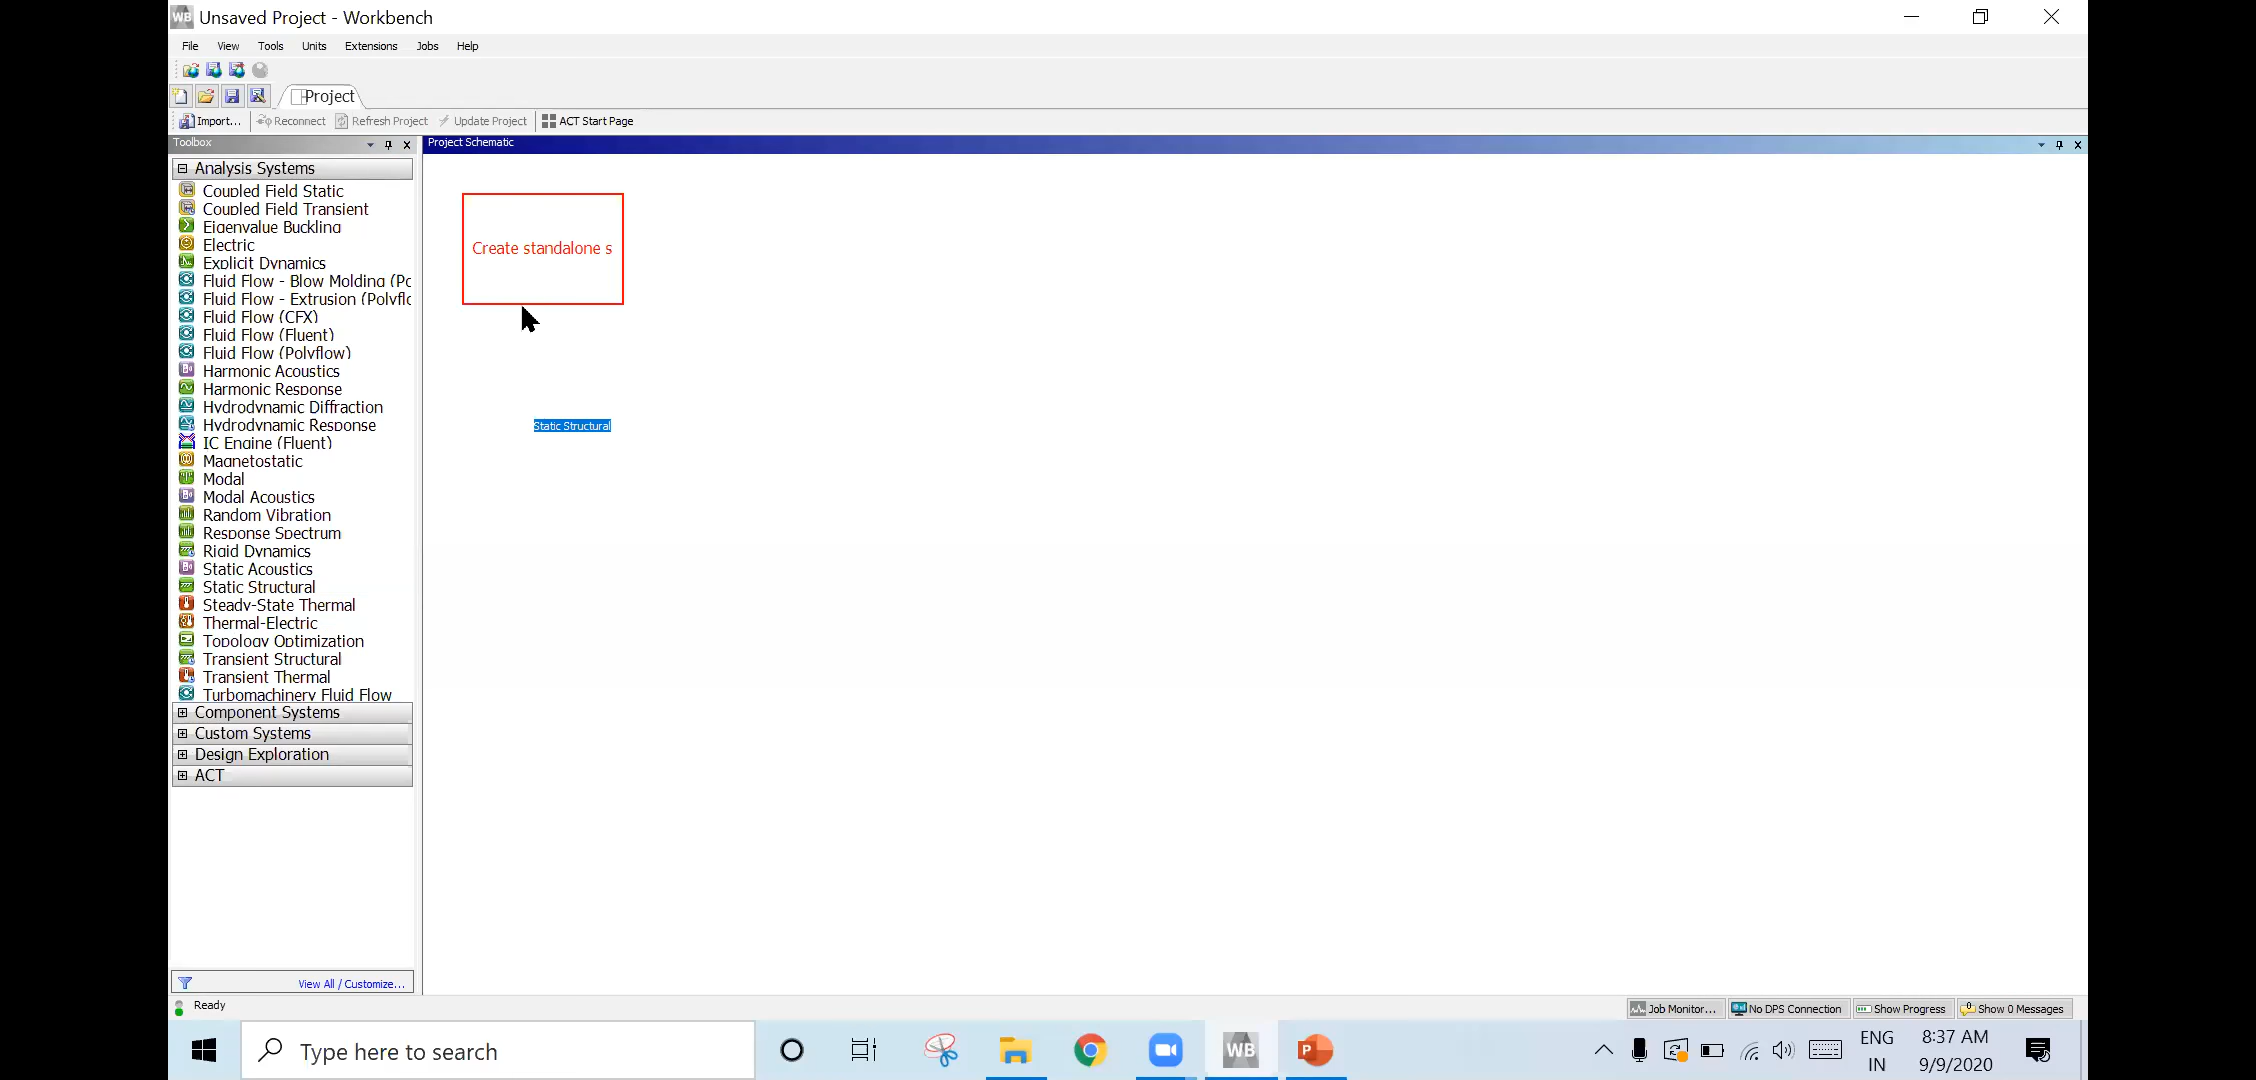 WB Unsaved Project - Workbench
File View Tools Units Extensions Jobs Help
Project
Import... Reconnect Refresh Project Update Project ACT Start Page
Toolbox
Project Schematic
Analysis Systems
Coupled Field Static
Coupled Field Transient
Eigenvalue Buckling
Electric
Explicit Dynamics
Fluid Flow - Blow Molding (Po
Fluid Flow - Extrusion (Polyflo
Fluid Flow (CFX)
Fluid Flow (Fluent)
Fluid Flow (Polyflow)
Harmonic Acoustics
Harmonic Response
Hydrodynamic Diffraction
Hydrodynamic Response
IC Engine (Fluent)
Magnetostatic
Modal
Modal Acoustics
Random Vibration
Response Spectrum
Rigid Dynamics
Static Acoustics
Static Structural
Steady-State Thermal
Thermal-Electric
Topology Optimization
Transient Structural
Transient Thermal
Turbomachinery Fluid Flow
Component Systems
Custom Systems
Design Exploration
ACT
View All / Customize...
Create standalone s
Static Structural
Ready
Job Monitor... No DPS Connection Show Progress Show 0 Messages
Type here to search
WB
P
ENG
IN
8:37 AM
9/9/2020